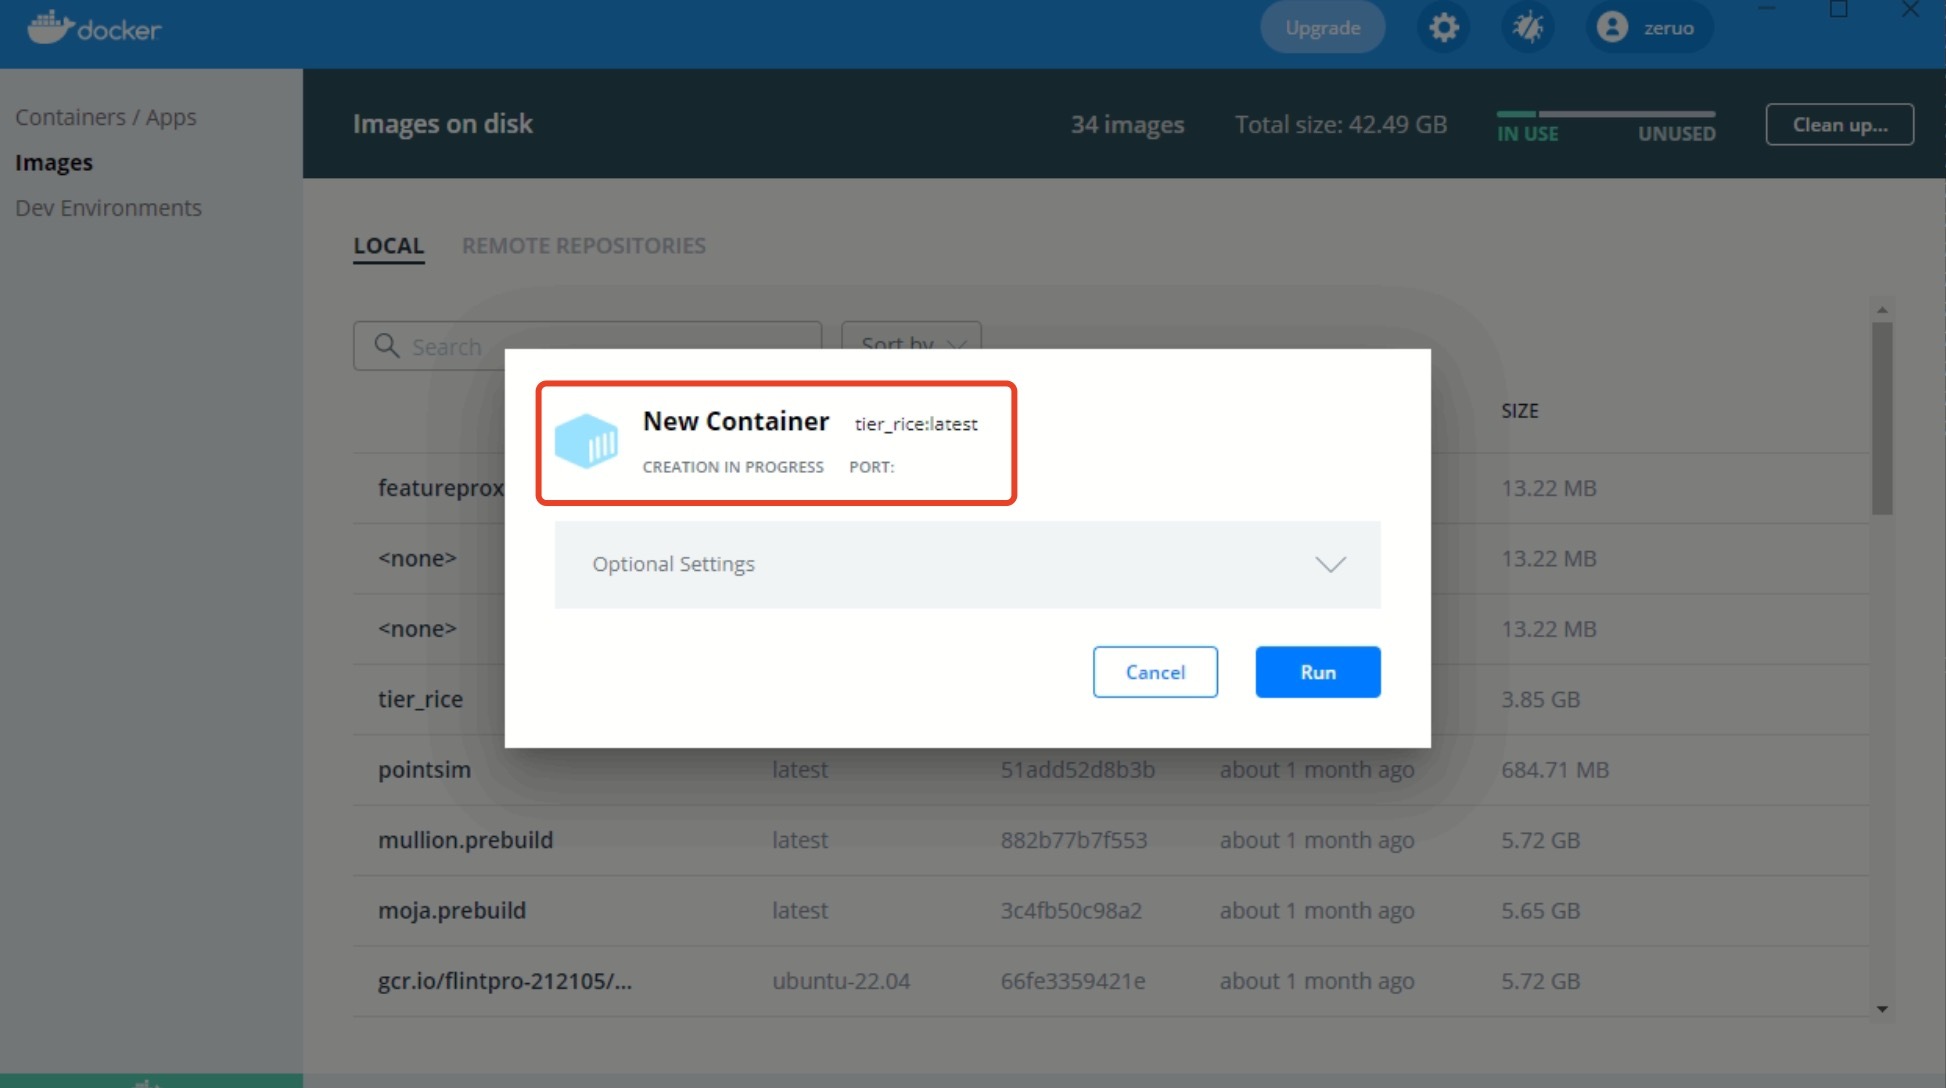 docker
Upgrade
zeruo
Containers / Apps
Images
Dev Environments
Images on disk
34 images
Total size: 42.49 GB
IN USE
UNUSED
Clean up...
LOCAL
REMOTE REPOSITORIES
Search
Sort by
SIZE
New Container
tier_rice:latest
CREATION IN PROGRESS
PORT:
Optional Settings
Cancel
Run
featureprox
13.22 MB
<none>
13.22 MB
<none>
13.22 MB
tier_rice
3.85 GB
pointsim
latest
51add52d8b3b
about 1 month ago
684.71 MB
mullion.prebuild
latest
882b77b7f553
about 1 month ago
5.72 GB
moja.prebuild
latest
3c4fb50c98a2
about 1 month ago
5.65 GB
gcr.io/flintpro-212105/...
ubuntu-22.04
66fe3359421e
about 1 month ago
5.72 GB